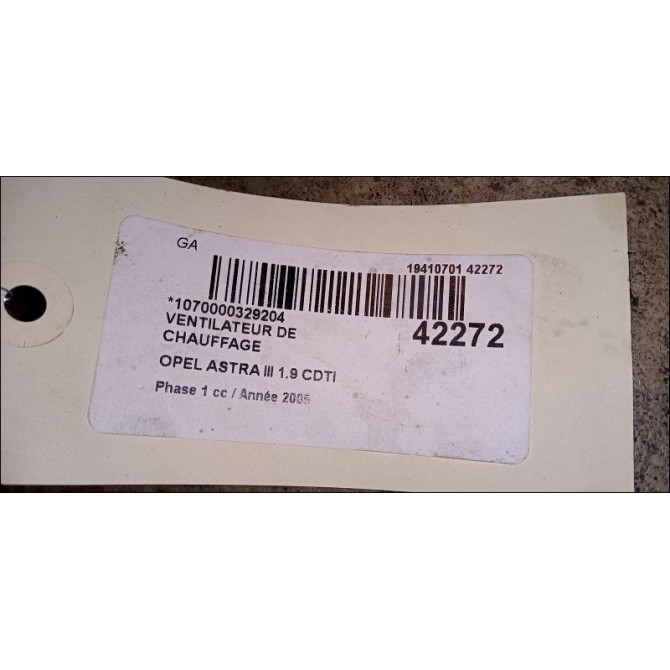 GA
19410701 42272
*1070000329204
42272
VENTILATEUR DE
CHAUFFAGE
OPEL ASTRA III 1.9 CDTI
Phase 1 cc / Année 2005